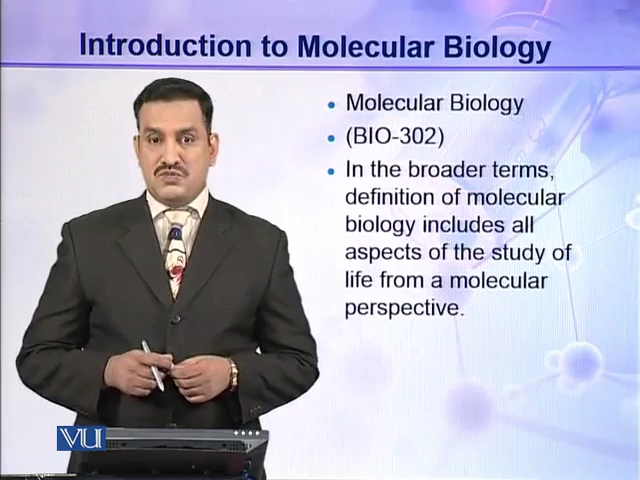 Introduction to Molecular Biology
• Molecular Biology
• (BIO-302)
• In the broader terms,
definition of molecular
biology includes all
aspects of the study of
life from a molecular
perspective.
VU